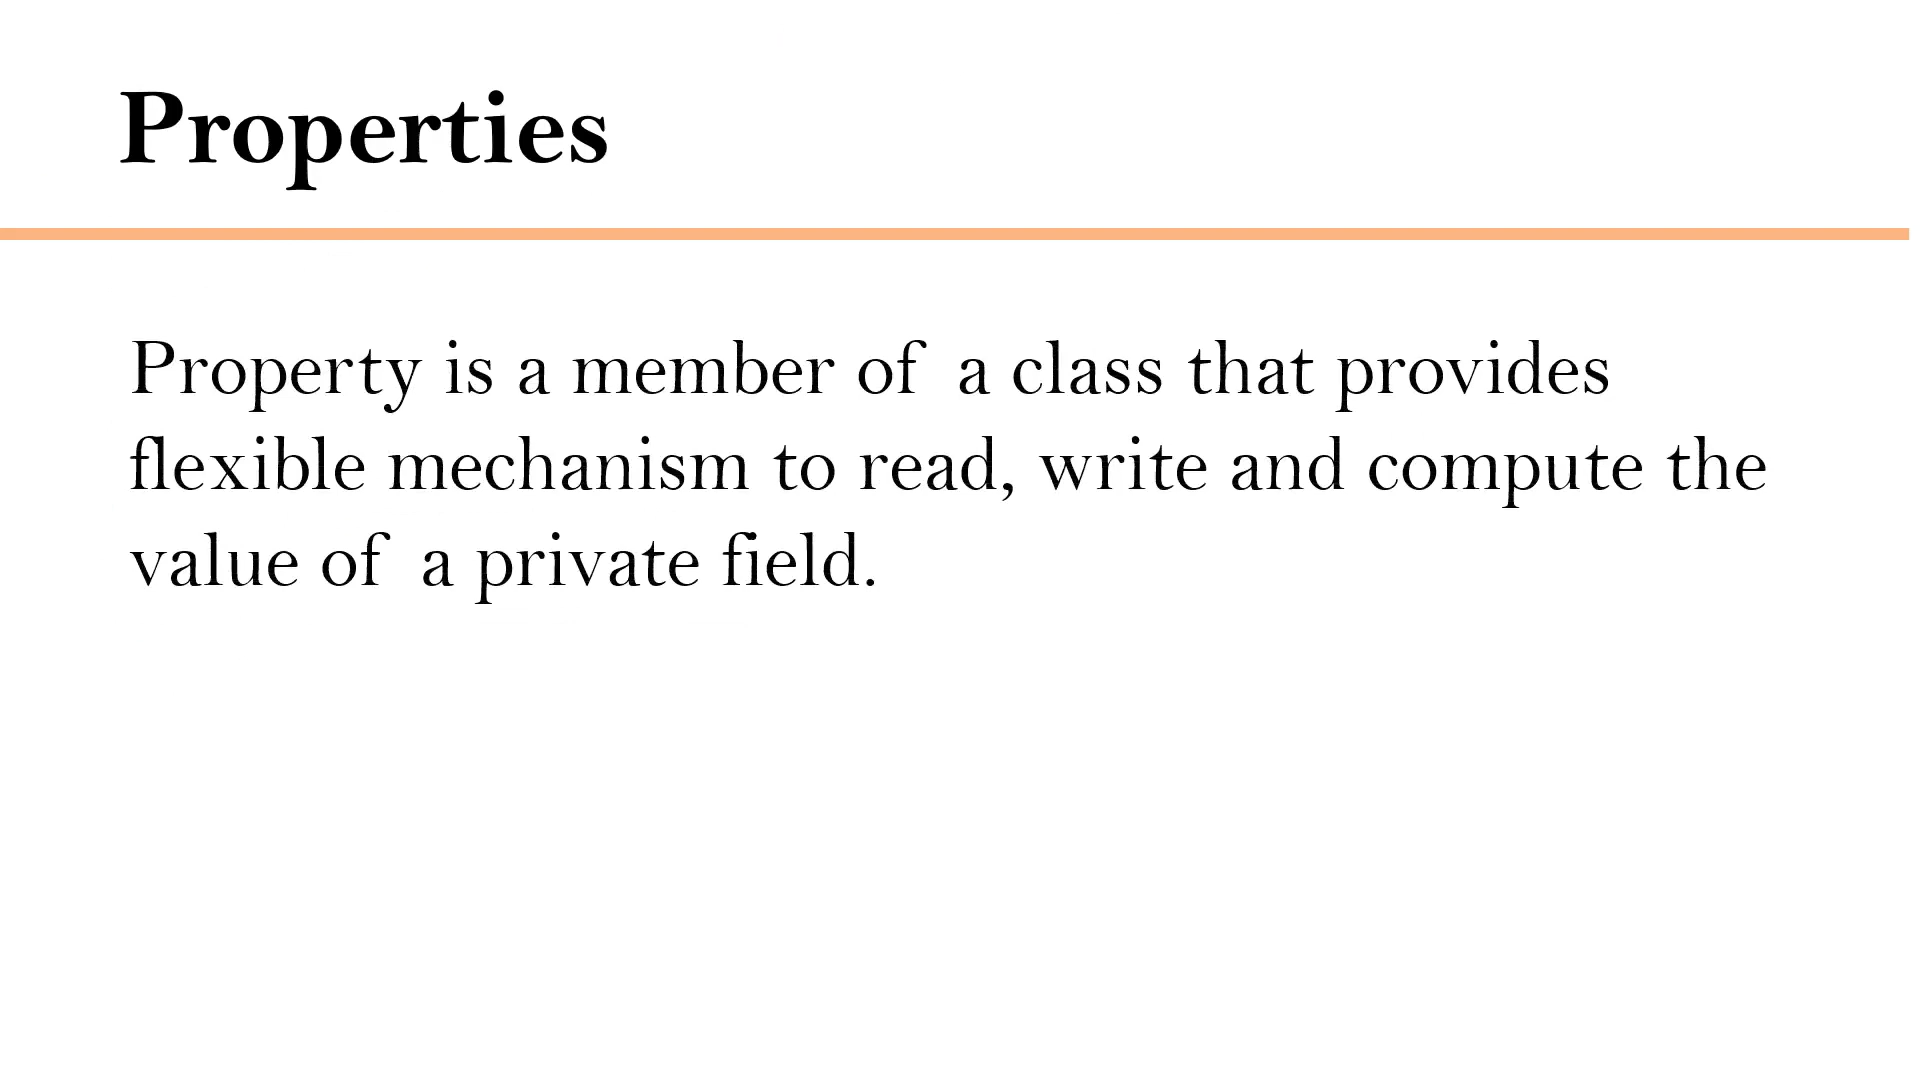 Properties
Property is a member of a class that provides
flexible mechanism to read, write and compute the
value of a private field.